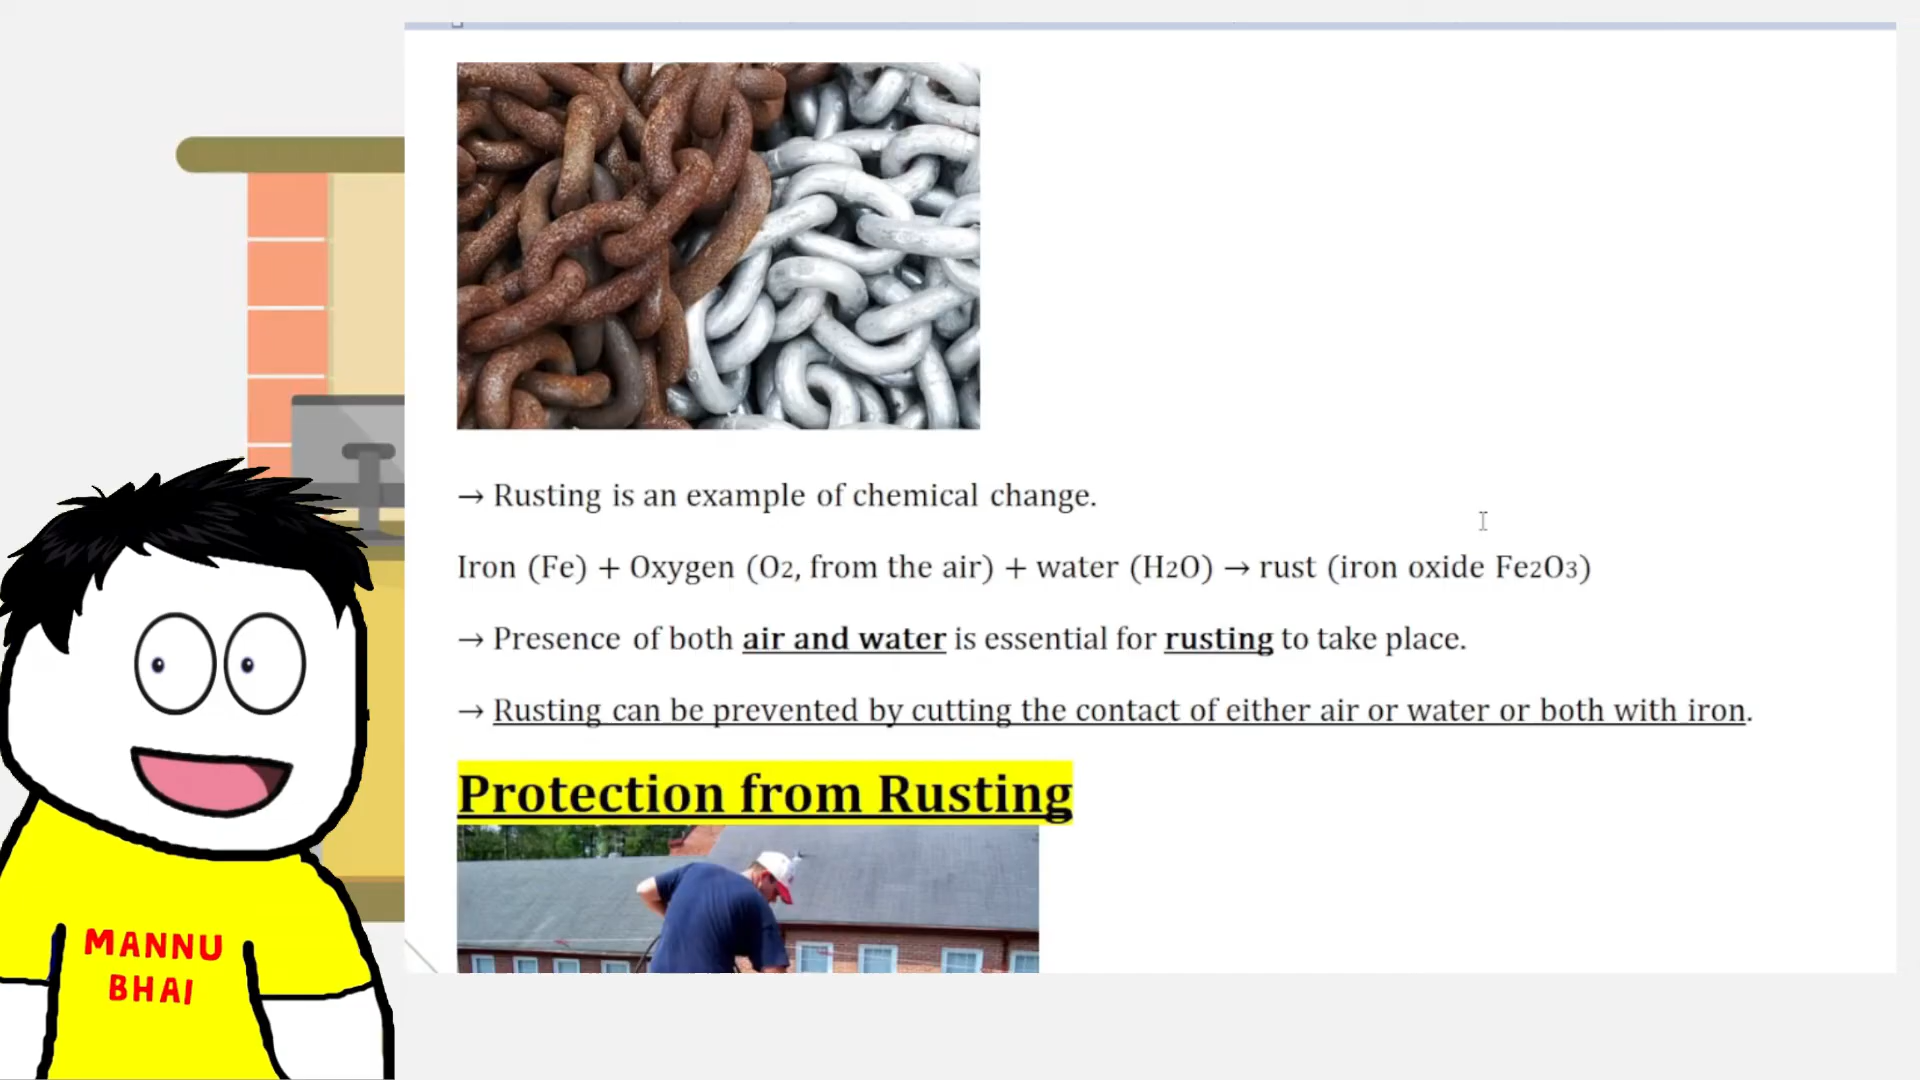 → Rusting is an example of chemical change.
Iron (Fe) + Oxygen (O2, from the air) + water (H2O) → rust (iron oxide Fe2O3)
→ Presence of both air and water is essential for rusting to take place.
→ Rusting can be prevented by cutting the contact of either air or water or both with iron.
Protection from Rusting
MANNU
BHAI